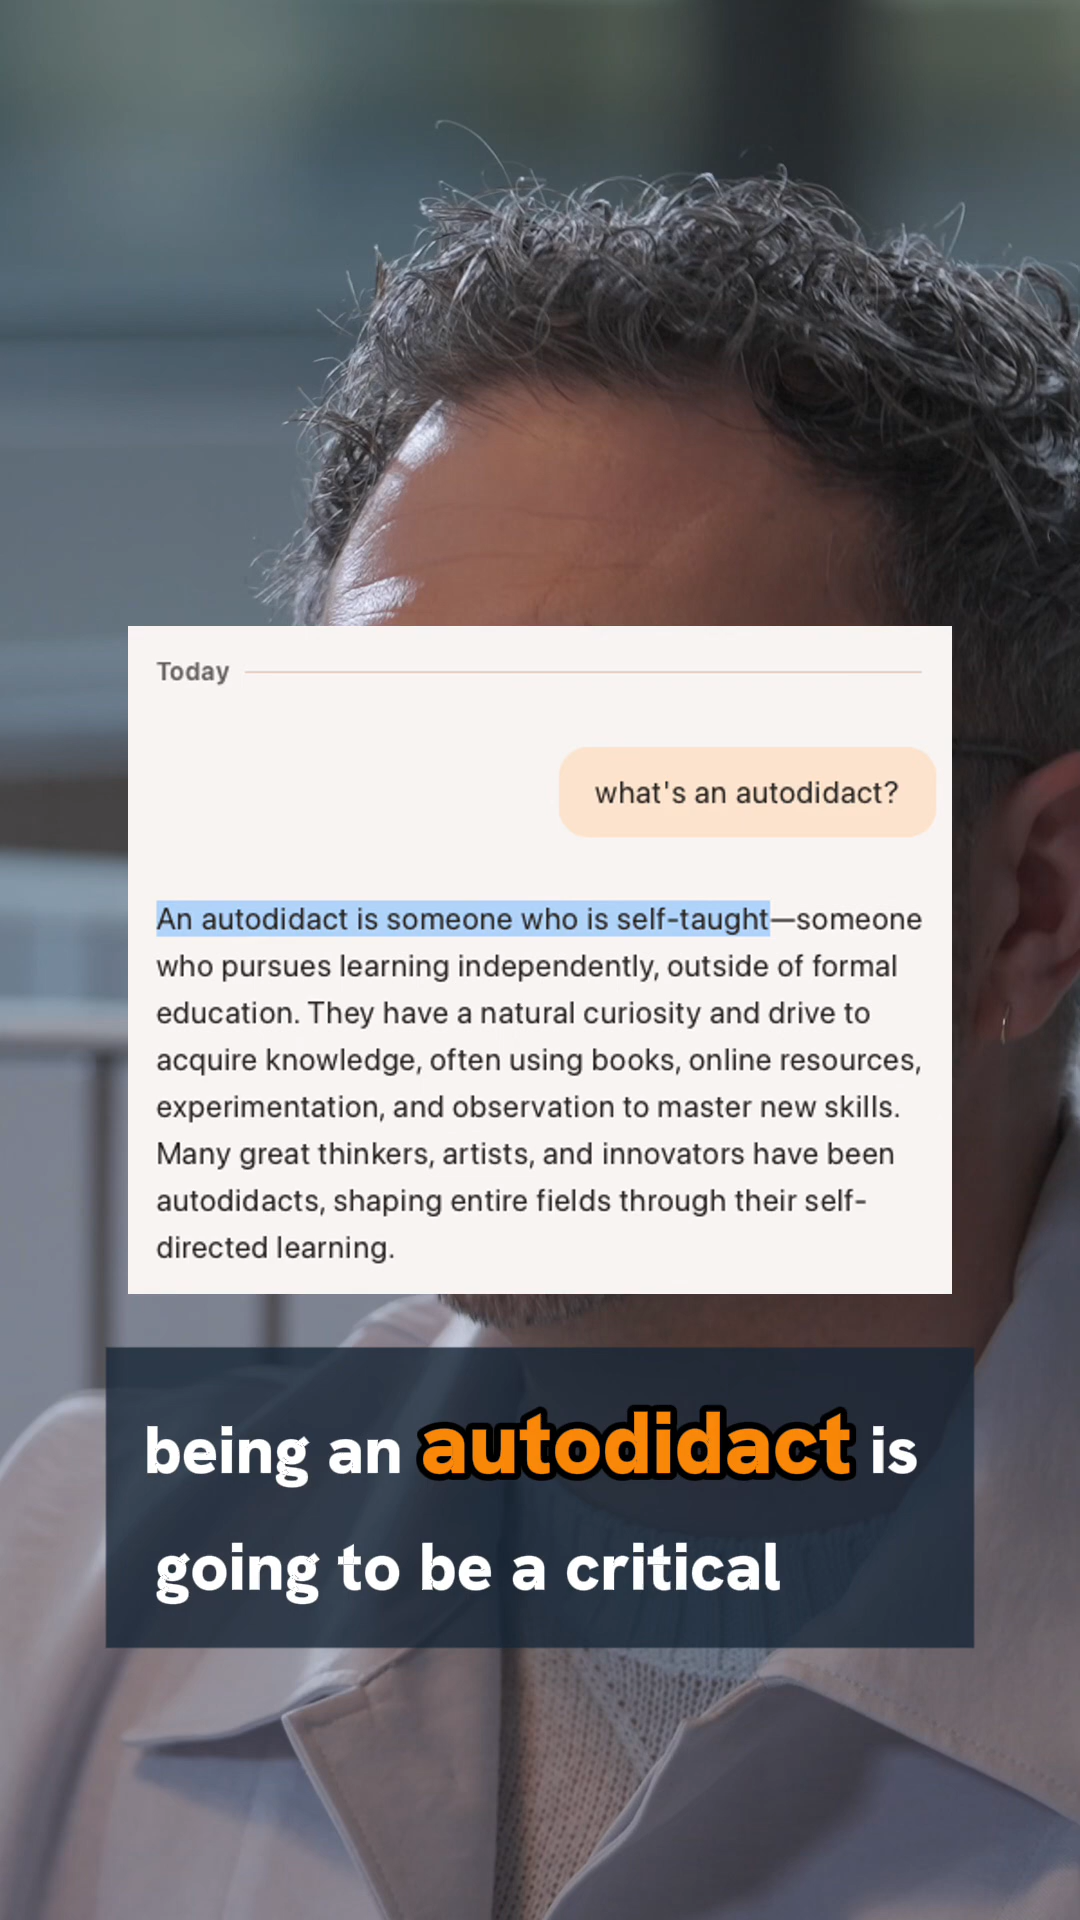 Today
what's an autodidact?
An autodidact is someone who is self-taught—someone
who pursues learning independently, outside of formal
education. They have a natural curiosity and drive to
acquire knowledge, often using books, online resources,
experimentation, and observation to master new skills.
Many great thinkers, artists, and innovators have been
autodidacts, shaping entire fields through their self-
directed learning.
being an autodidact is
going to be a critical